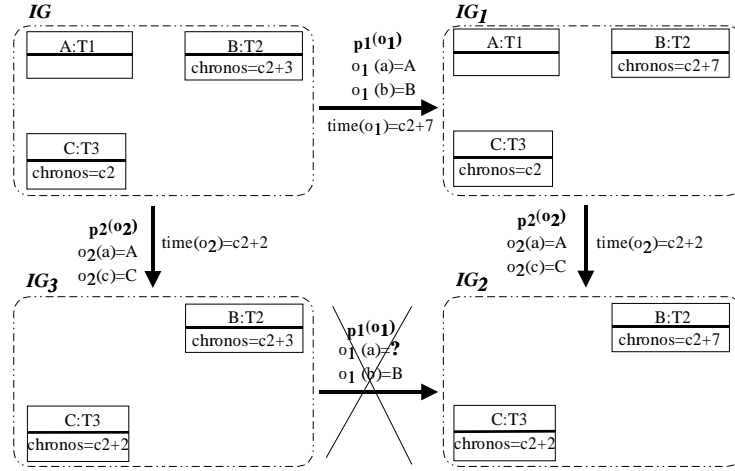 IG
IG1
A:T1
B:T2
chronos=c2+3
C:T3
chronos=c2
p1(o1)
o1 (a)=A
o1 (b)=B
time(o1)=c2+7
A:T1
B:T2
chronos=c2+7
C:T3
chronos=c2
p2(o2)
o2(a)=A
o2(c)=C
time(o2)=c2+2
p2(o2)
o2(a)=A
o2(c)=C
time(o2)=c2+2
IG3
IG2
B:T2
chronos=c2+3
C:T3
chronos=c2+2
p1(o1)
o1 (a)=?
o1 (b)=B
B:T2
chronos=c2+7
C:T3
chronos=c2+2